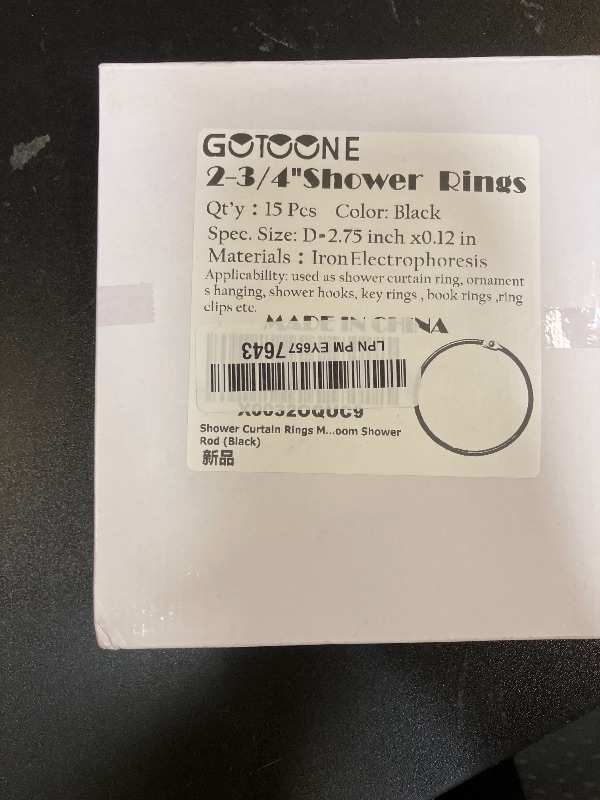 GOTOONE
2-3/4"Shower Rings
Qt'y : 15 Pcs Color: Black
Spec. Size: D=2.75 inch x0.12 in
Materials : IronElectrophoresis
Applicability: used as shower curtain ring, ornament
s hanging, shower hooks, key rings , book rings ,ring
clips etc.
MADE IN CHINA
LPN PM EY657 7643
Shower Curtain Rings M...oom Shower
Rod (Black)
新品